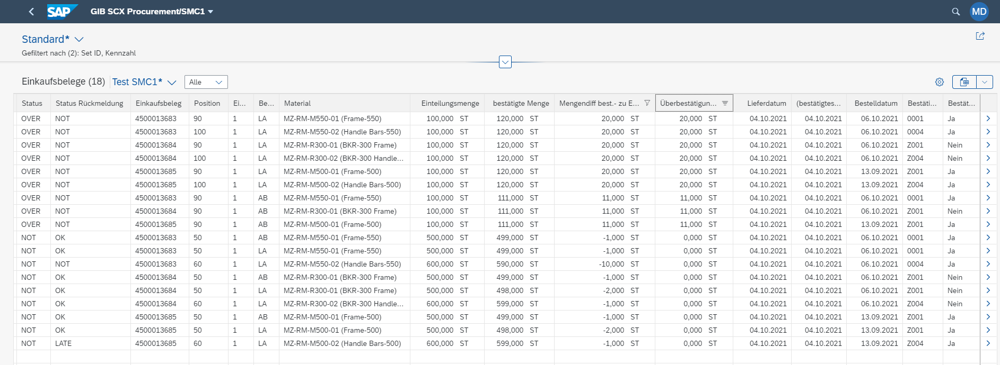 SAP GIB SCX Procurement/SMC1 MD
Standard*
Gefiltert nach (2): Set ID, Kennzahl
Einkaufsbelege (18) Test SMC1* Alle
Status Status Rückmeldung Einkaufsbeleg Position Ei... Be... Material Einteilungsmenge bestätigte Menge Mengendiff best.- zu E... Überbestätigun... Lieferdatum (bestätigtes... Bestelldatum Bestäti... Bestät...
OVER NOT 4500013683 90 1 LA MZ-RM-M550-01 (Frame-550) 100,000 ST 120,000 ST 20,000 ST 20,000 ST 04.10.2021 04.10.2021 06.10.2021 0001 Ja
OVER NOT 4500013683 100 1 LA MZ-RM-M550-02 (Handle Bars-550) 100,000 ST 120,000 ST 20,000 ST 20,000 ST 04.10.2021 04.10.2021 06.10.2021 0004 Ja
OVER NOT 4500013684 90 1 LA MZ-RM-R300-01 (BKR-300 Frame) 100,000 ST 120,000 ST 20,000 ST 20,000 ST 04.10.2021 04.10.2021 06.10.2021 Z001 Nein
OVER NOT 4500013684 100 1 LA MZ-RM-R300-02 (BKR-300 Handle... 100,000 ST 120,000 ST 20,000 ST 20,000 ST 04.10.2021 04.10.2021 06.10.2021 Z004 Nein
OVER NOT 4500013685 90 1 LA MZ-RM-M500-01 (Frame-500) 100,000 ST 120,000 ST 20,000 ST 20,000 ST 04.10.2021 04.10.2021 13.09.2021 Z001 Ja
OVER NOT 4500013685 100 1 LA MZ-RM-M500-02 (Handle Bars-500) 100,000 ST 120,000 ST 20,000 ST 20,000 ST 04.10.2021 04.10.2021 13.09.2021 Z004 Ja
OVER NOT 4500013683 90 1 AB MZ-RM-M550-01 (Frame-550) 100,000 ST 111,000 ST 11,000 ST 11,000 ST 04.10.2021 04.10.2021 06.10.2021 0001 Ja
OVER NOT 4500013684 90 1 AB MZ-RM-R300-01 (BKR-300 Frame) 100,000 ST 111,000 ST 11,000 ST 11,000 ST 04.10.2021 04.10.2021 06.10.2021 Z001 Nein
OVER NOT 4500013685 90 1 AB MZ-RM-M500-01 (Frame-500) 100,000 ST 111,000 ST 11,000 ST 11,000 ST 04.10.2021 04.10.2021 13.09.2021 Z001 Ja
NOT OK 4500013683 50 1 AB MZ-RM-M550-01 (Frame-550) 500,000 ST 499,000 ST -1,000 ST 0,000 ST 04.10.2021 04.10.2021 06.10.2021 0001 Ja
NOT OK 4500013683 50 1 LA MZ-RM-M550-01 (Frame-550) 500,000 ST 499,000 ST -1,000 ST 0,000 ST 04.10.2021 04.10.2021 06.10.2021 0001 Ja
NOT NOT 4500013683 60 1 LA MZ-RM-M550-02 (Handle Bars-550) 600,000 ST 590,000 ST -10,000 ST 0,000 ST 04.10.2021 04.10.2021 06.10.2021 0004 Ja
NOT OK 4500013684 50 1 AB MZ-RM-R300-01 (BKR-300 Frame) 500,000 ST 499,000 ST -1,000 ST 0,000 ST 04.10.2021 04.10.2021 06.10.2021 Z001 Nein
NOT OK 4500013684 50 1 LA MZ-RM-R300-01 (BKR-300 Frame) 500,000 ST 498,000 ST -2,000 ST 0,000 ST 04.10.2021 04.10.2021 06.10.2021 Z001 Nein
NOT OK 4500013684 60 1 LA MZ-RM-R300-02 (BKR-300 Handle... 600,000 ST 599,000 ST -1,000 ST 0,000 ST 04.10.2021 04.10.2021 06.10.2021 Z004 Nein
NOT OK 4500013685 50 1 AB MZ-RM-M500-01 (Frame-500) 500,000 ST 499,000 ST -1,000 ST 0,000 ST 04.10.2021 04.10.2021 13.09.2021 Z001 Ja
NOT OK 4500013685 50 1 LA MZ-RM-M500-01 (Frame-500) 500,000 ST 498,000 ST -2,000 ST 0,000 ST 04.10.2021 04.10.2021 13.09.2021 Z001 Ja
NOT LATE 4500013685 60 1 LA MZ-RM-M500-02 (Handle Bars-500) 600,000 ST 599,000 ST -1,000 ST 0,000 ST 04.10.2021 04.10.2021 13.09.2021 Z004 Ja